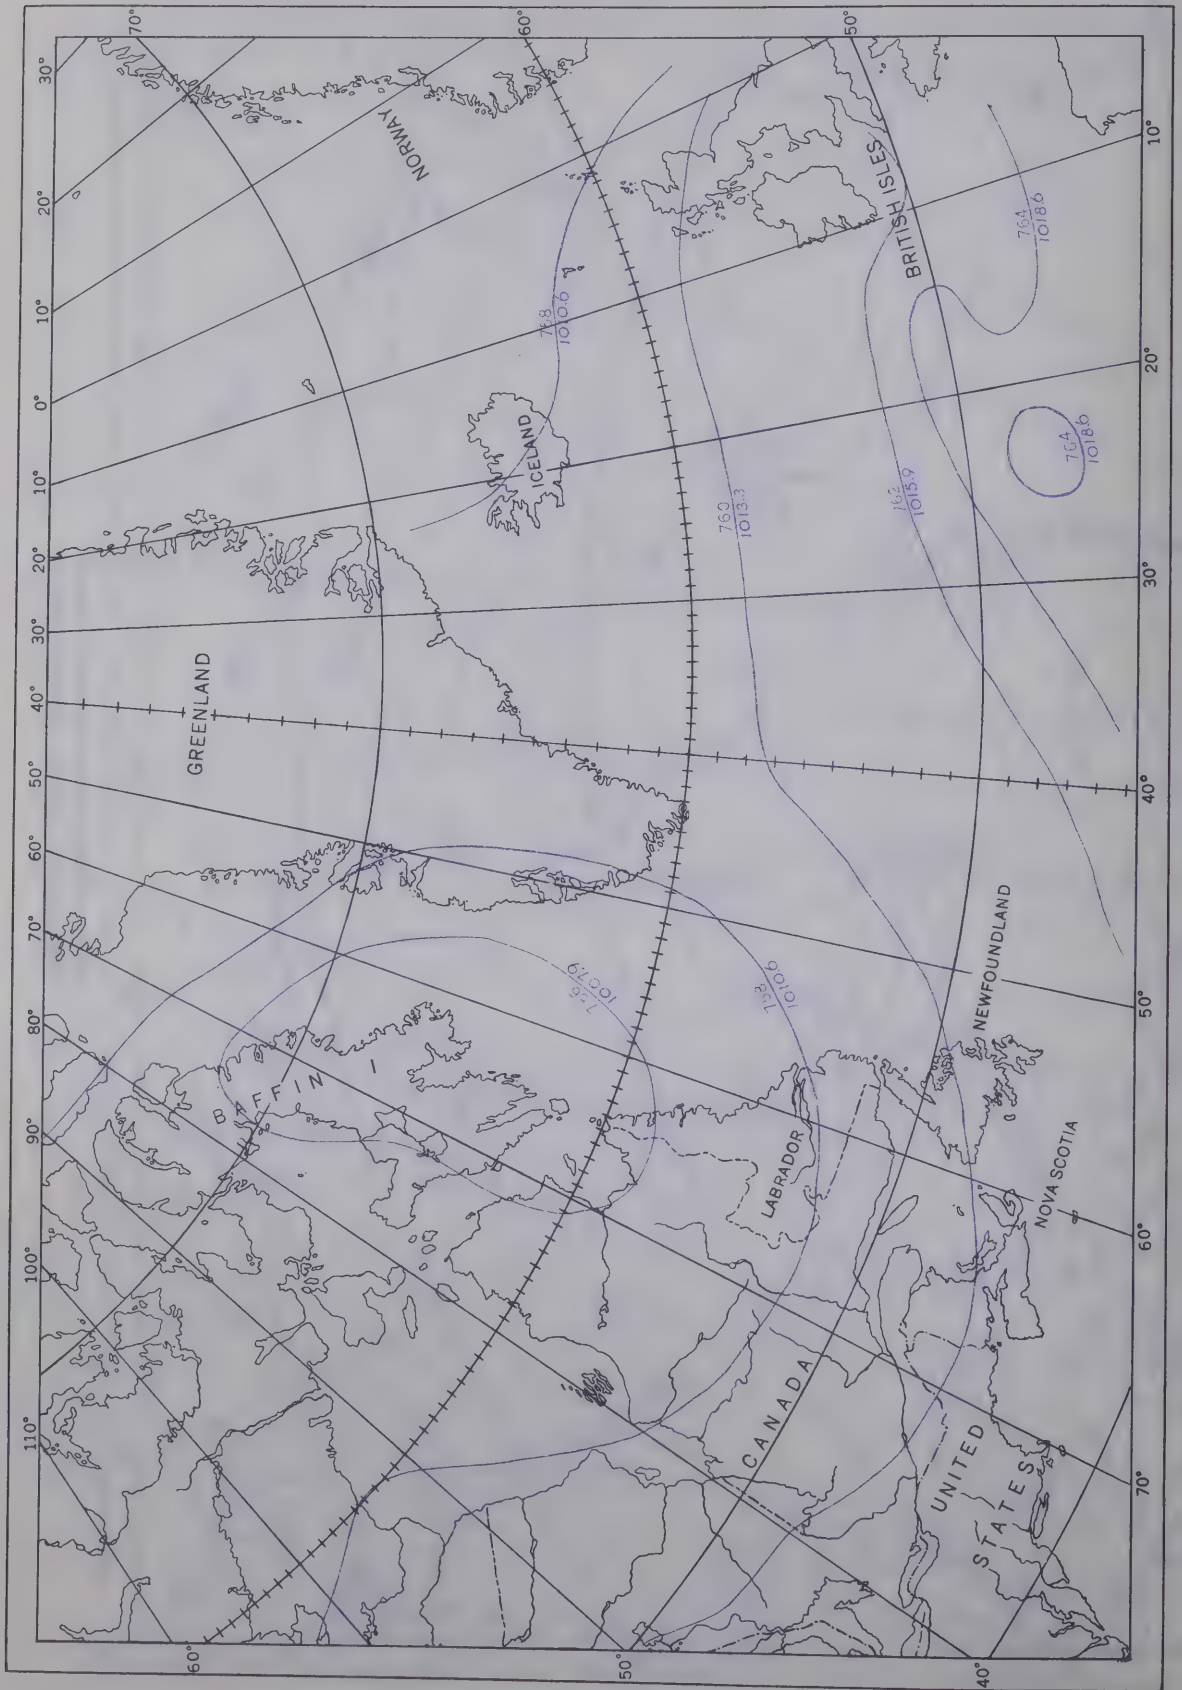 110° 100° 90° 80° 70° 60° 50° 40° 30° 20° 10° 0° 10° 20° 30°
70°
60°
50°
60°
50°
40°
GREENLAND
BAFFIN I
NORWAY
ICELAND
1010.6
1007.9
1010.6
760
1013.3
LABRADOR
CANADA
BRITISH ISLES
762
1015.9
764
1018.6
764
1018.6
NEWFOUNDLAND
NOVA SCOTIA
UNITED
STATES
70° 60° 50° 40° 30° 20° 10°